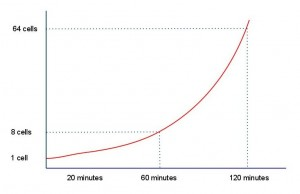 64 cells
8 cells
1 cell
20 minutes
60 minutes
120 minutes